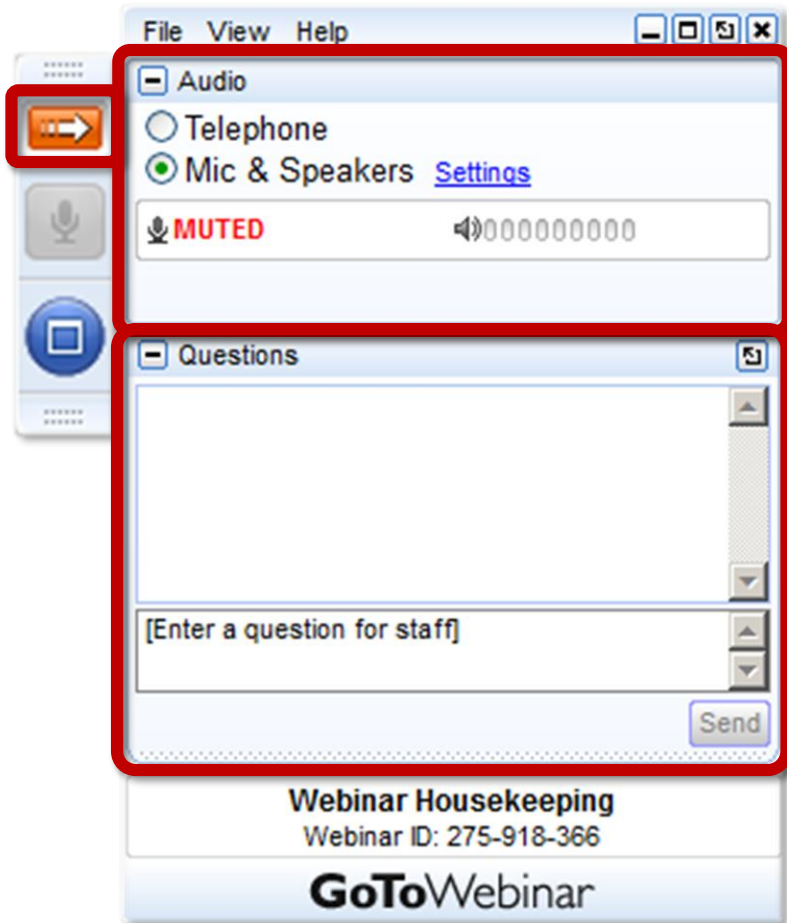 File View Help
Audio
Telephone
Mic & Speakers Settings
MUTED
Questions
[Enter a question for staff]
Send
Webinar Housekeeping
Webinar ID: 275-918-366
GoToWebinar